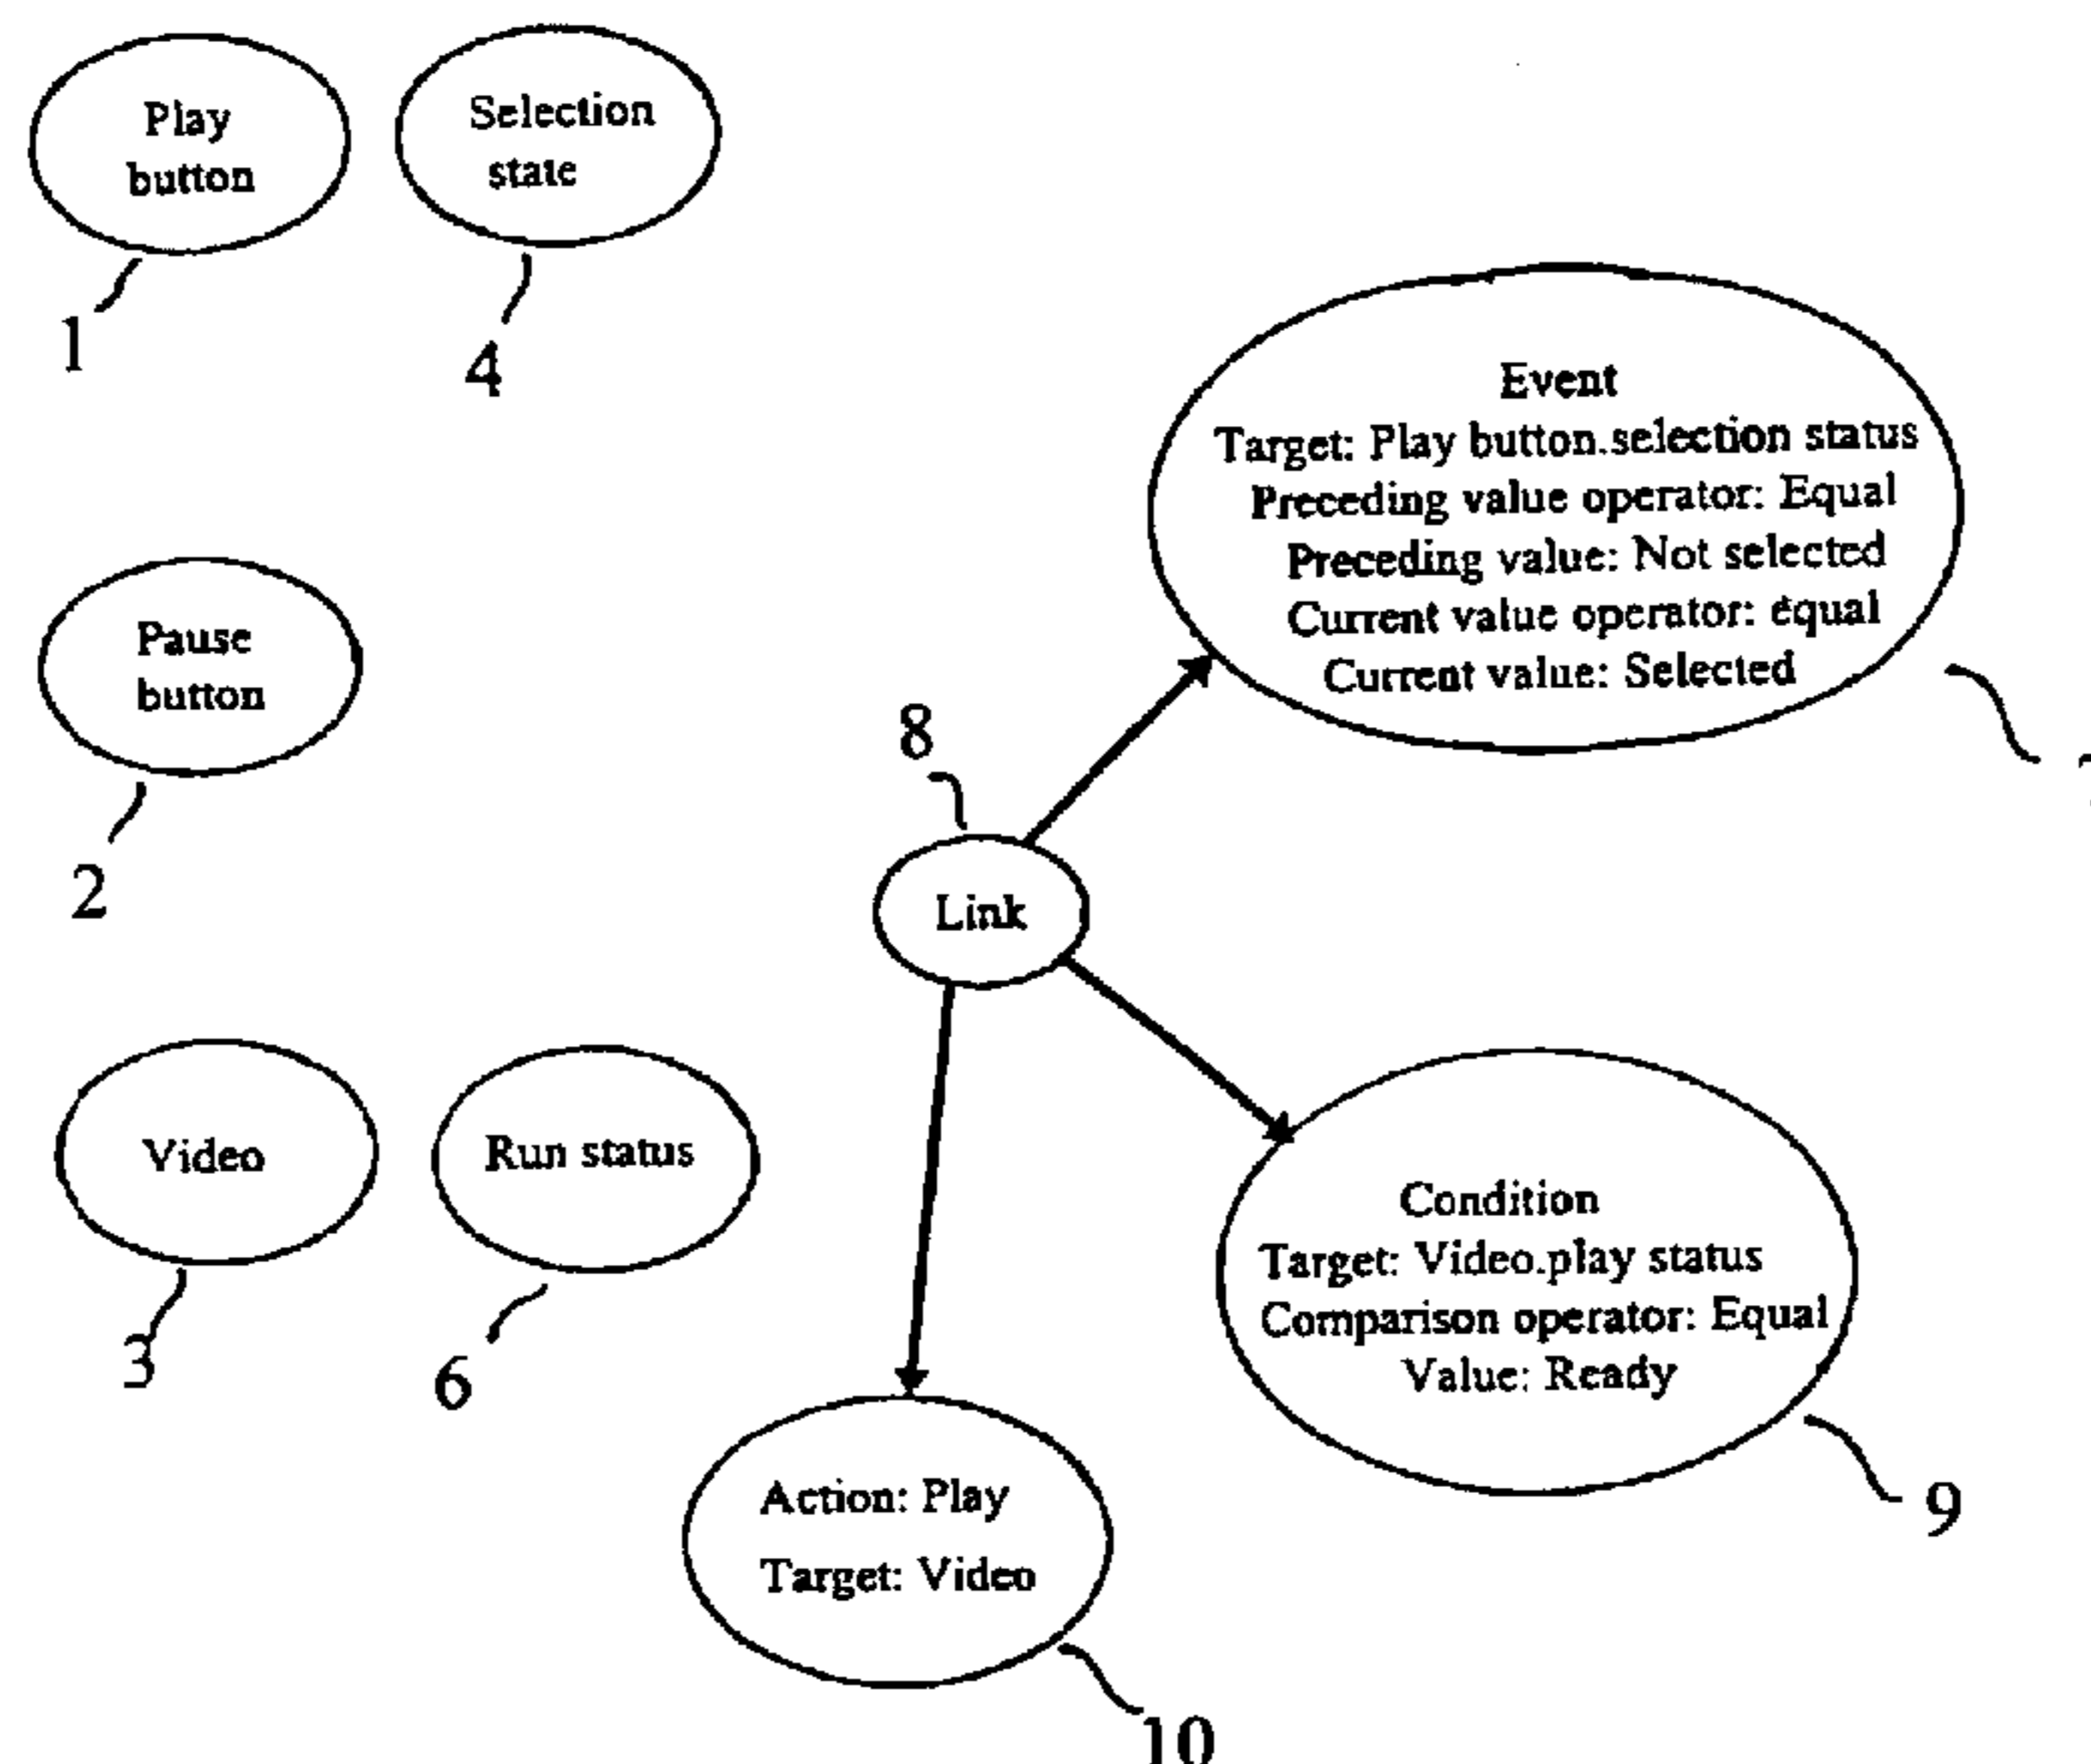 Play
button
1
Selection
state
4
Event
Target: Play button.selection status
Preceding value operator: Equal
Preceding value: Not selected
Current value operator: equal
Current value: Selected
Pause
button
2
8
Link
Video
3
Run status
6
Condition
Target: Video.play status
Comparison operator: Equal
Value: Ready
9
Action: Play
Target: Video
10